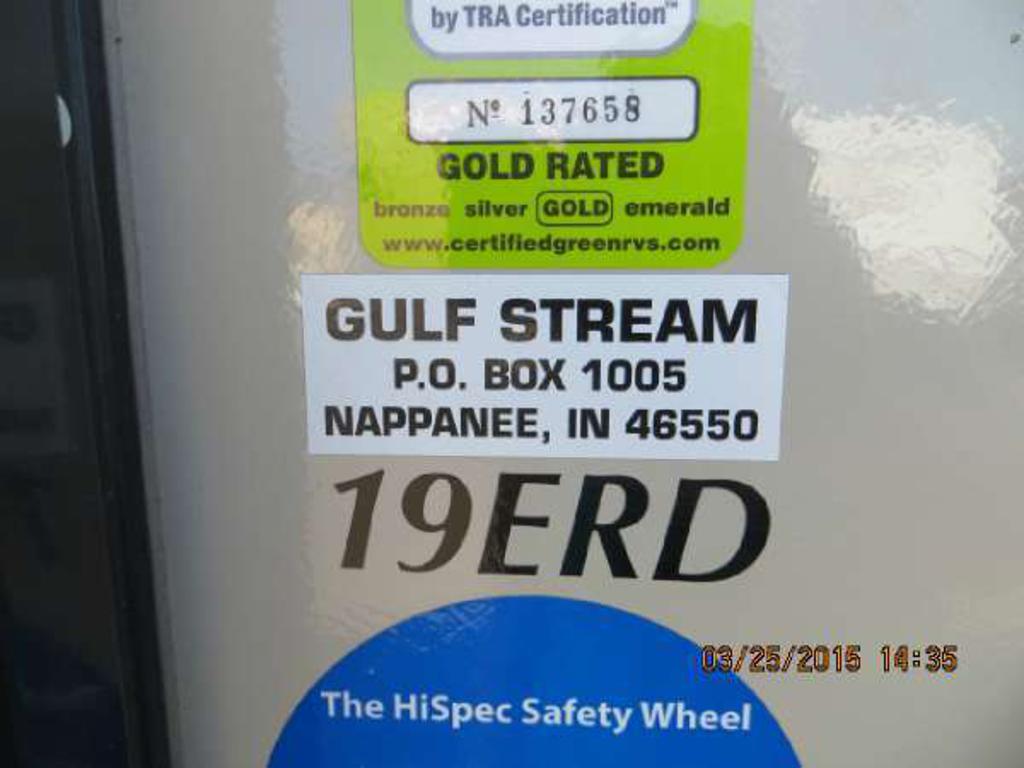 by TRA Certification™
Nº 137658
GOLD RATED
bronze silver GOLD emerald
www.certifiedgreenrvs.com
GULF STREAM
P.O. BOX 1005
NAPPANEE, IN 46550
19ERD
The HiSpec Safety Wheel
03/25/2015 14:35